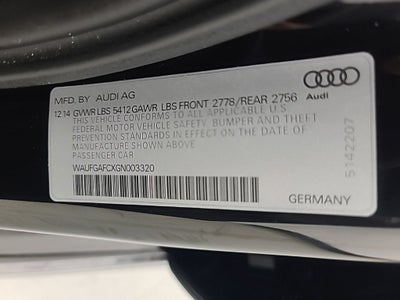 MFD. BY AUDI AG
12 14 GVWR LBS 5412 GAWR LBS FRONT 2778/REAR 2756
THIS VEHICLE CONFORMS TO ALL APPLICABLE U.S
FEDERAL MOTOR VEHICLE SAFETY, BUMPER AND THEFT
PREVENTION STANDARDS IN EFFECT ON THE DATE OF
MANUFACTURE SHOWN ABOVE.
PASSENGER CAR
WAUFGAFCXGN003320
Audi
5142207
GERMANY